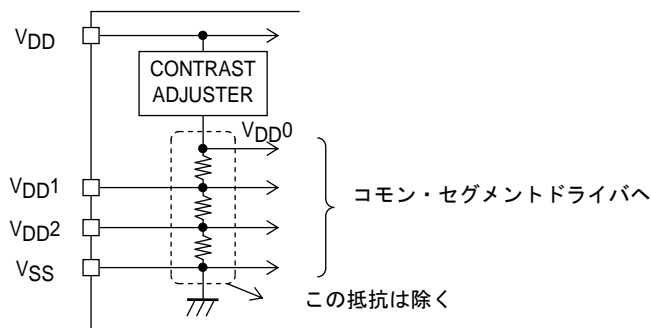 VDD
CONTRAST
ADJUSTER
VDD0
VDD1
コモン・セグメントドライバへ
VDD2
VSS
この抵抗は除く